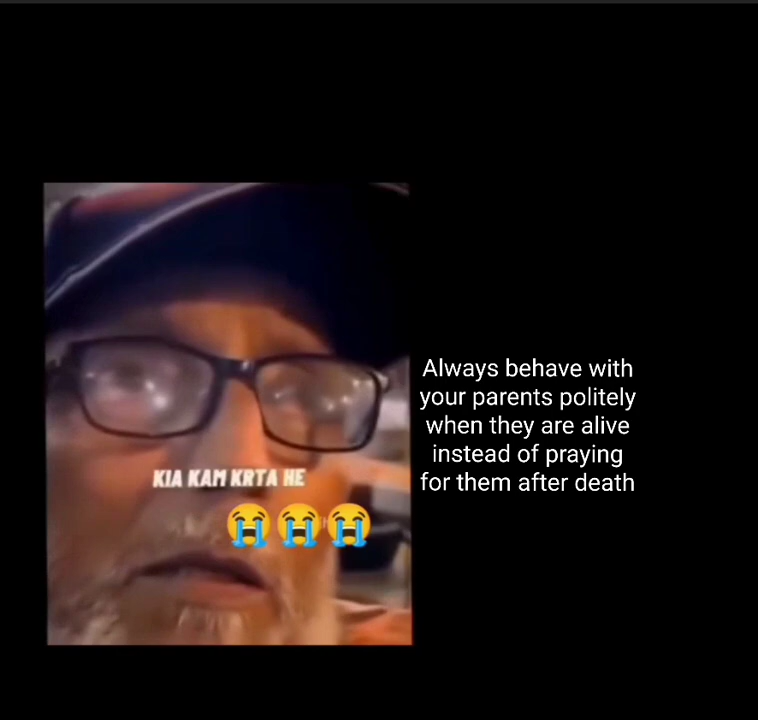 KIA KAM KRTA HE
😭😭😭
Always behave with
your parents politely
when they are alive
instead of praying
for them after death